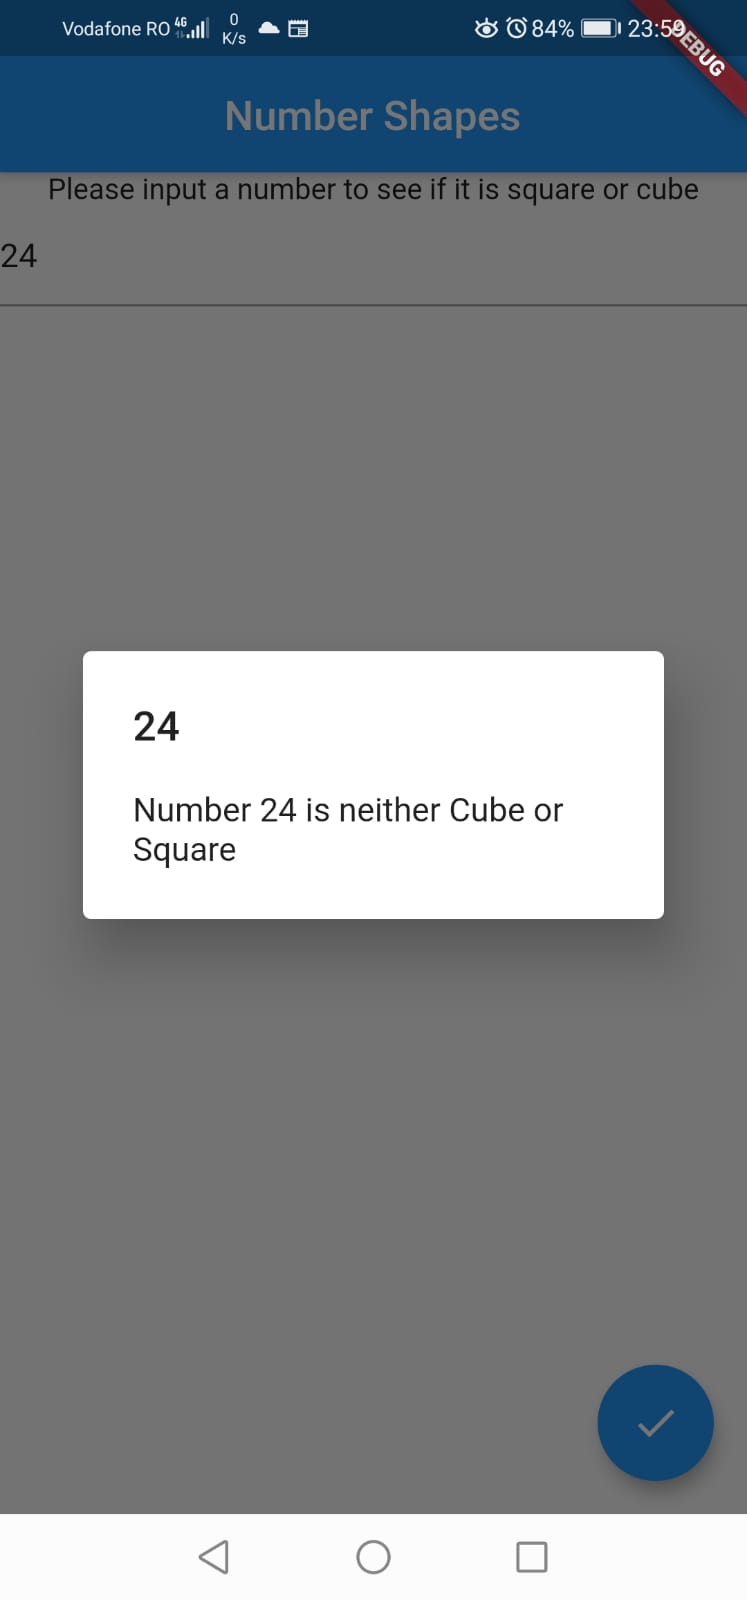 Vodafone RO 4G 0 K/s 84% 23:59
DEBUG
Number Shapes
Please input a number to see if it is square or cube
24
24
Number 24 is neither Cube or
Square